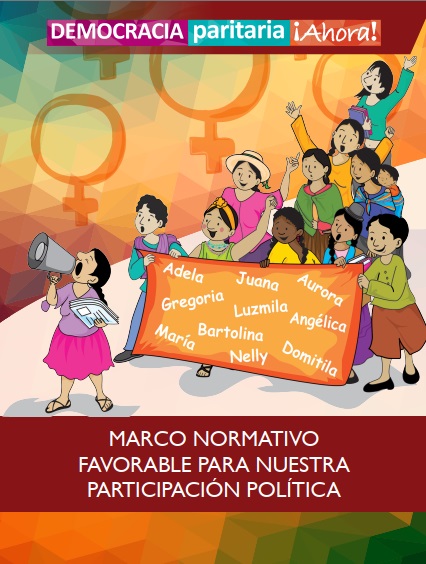 DEMOCRACIA paritaria ¡Ahora!
Adela Juana Aurora
Gregoria Luzmila Angélica
María Bartolina Domitila
Nelly
MARCO NORMATIVO
FAVORABLE PARA NUESTRA
PARTICIPACIÓN POLÍTICA